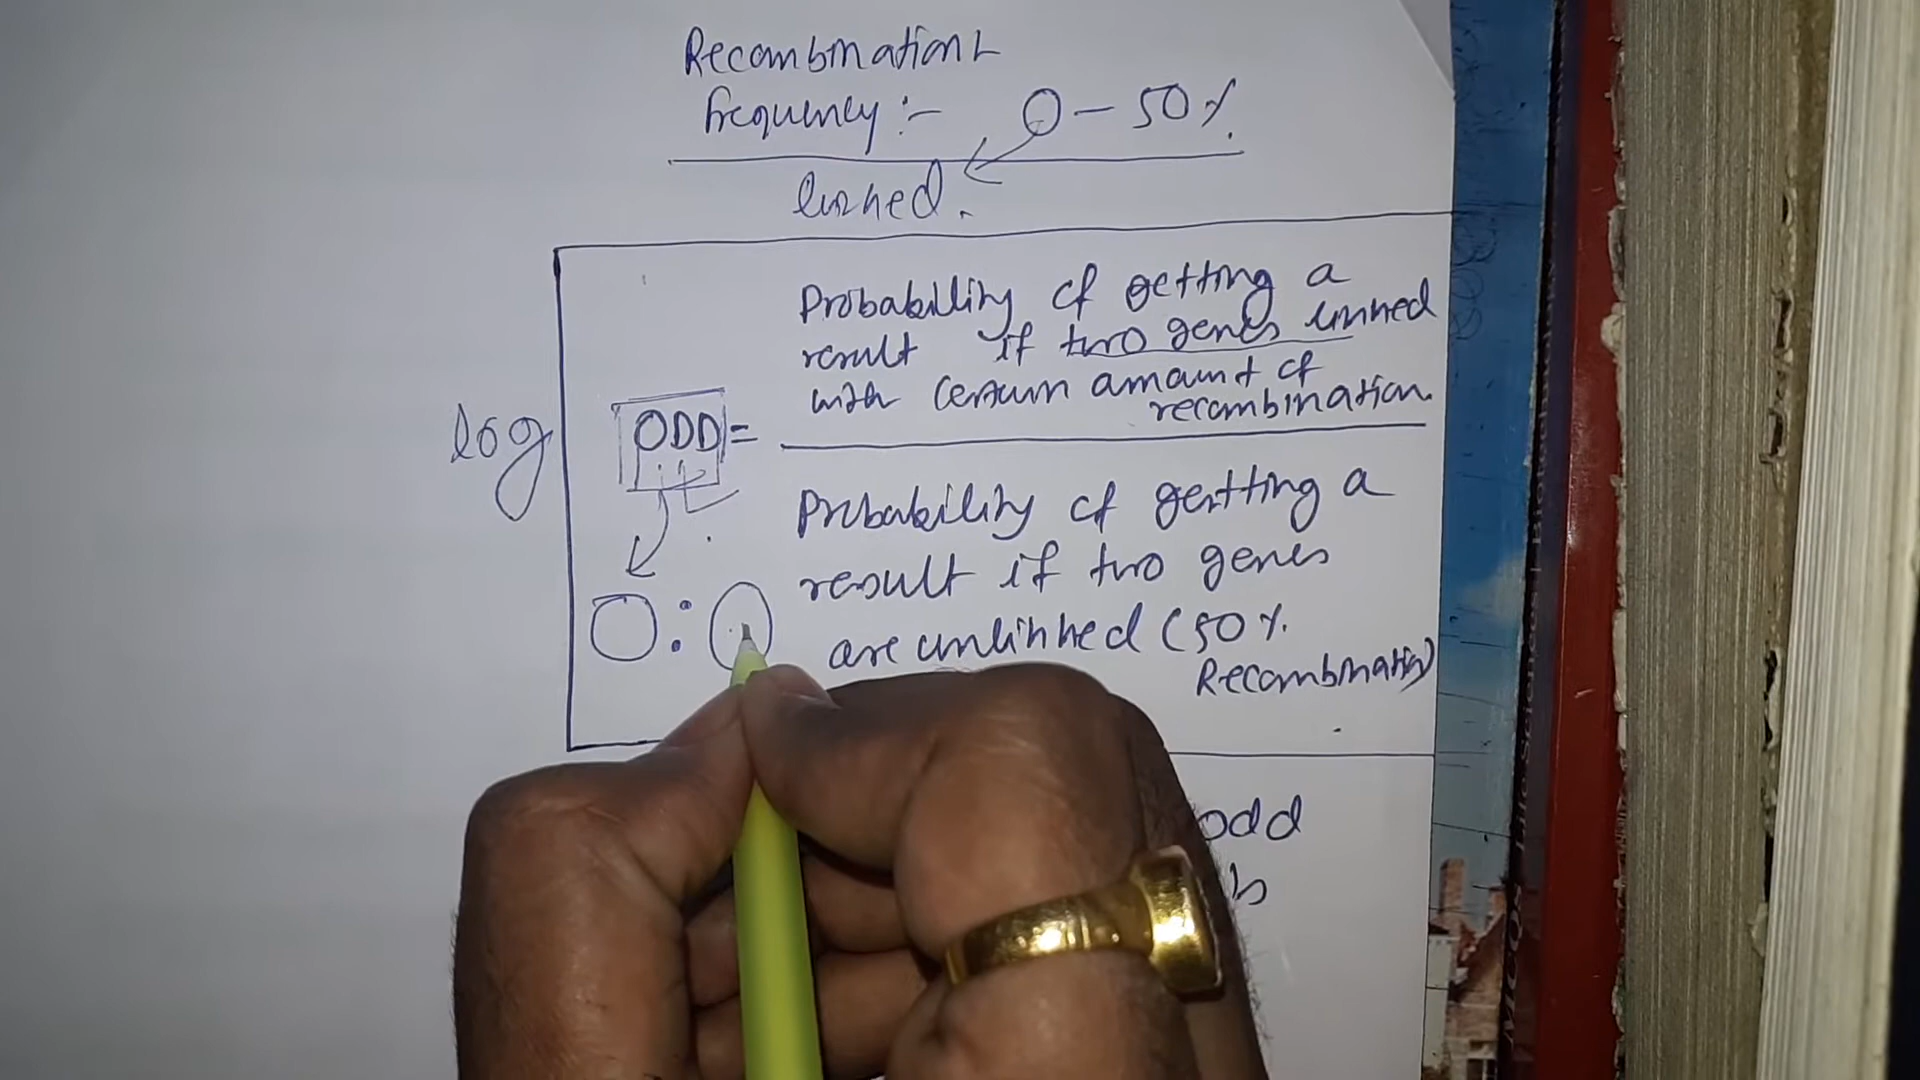 Recombination
frequency :- 0 - 50%.
linked.
Probability of getting a
result if two genes linked
with certain amount of
recombination.
log ODD =
Probability of getting a
result if two genes
are unlinked (50%.
Recombination)
O : O
odd